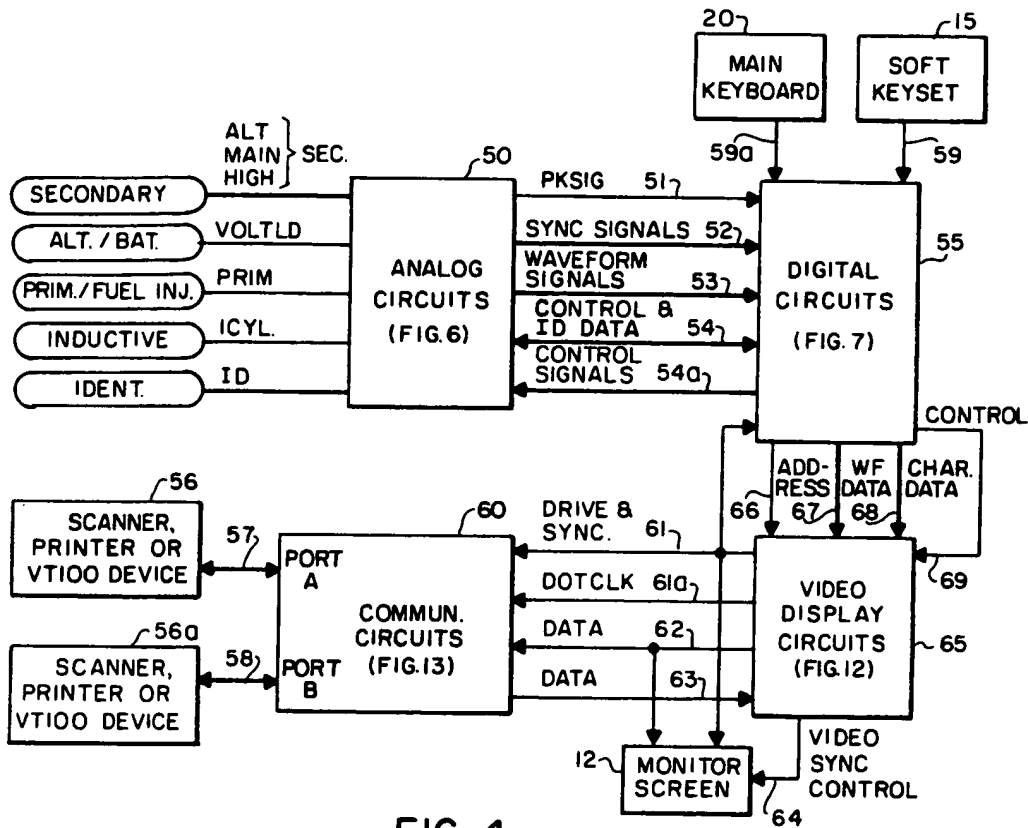 20
15
MAIN
KEYBOARD
SOFT
KEYSET
59a
59
ALT
MAIN
HIGH
SEC.
50
SECONDARY
ALT. / BAT.
VOLTLD
PRIM./FUEL INJ.
PRIM
INDUCTIVE
ICYL.
IDENT.
ID
ANALOG
CIRCUITS
(FIG.6)
PKSIG
51
SYNC SIGNALS
52
WAVEFORM
SIGNALS
53
CONTROL &
ID DATA
54
CONTROL
SIGNALS
54a
DIGITAL
CIRCUITS
(FIG.7)
55
CONTROL
ADD-
RESS
66
WF
DATA
67
CHAR.
DATA
68
69
56
SCANNER,
PRINTER OR
VT100 DEVICE
57
60
PORT
A
COMMUN.
CIRCUITS
(FIG.13)
DRIVE &
SYNC.
61
DOTCLK
61a
DATA
62
DATA
63
VIDEO
DISPLAY
CIRCUITS
(FIG.12)
65
56a
SCANNER,
PRINTER OR
VT100 DEVICE
58
PORT
B
12
MONITOR
SCREEN
VIDEO
SYNC
CONTROL
64